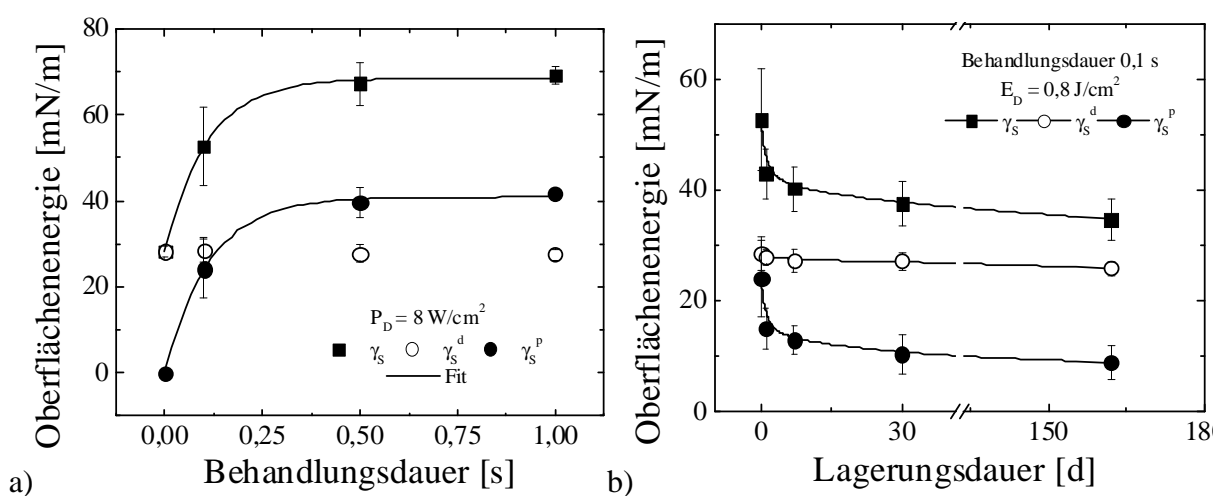 80
60
40
20
0
Oberflächenenergie [mN/m]
P_D = 8 W/cm²
γ_S γ_S^d γ_S^p
Fit
0,00 0,25 0,50 0,75 1,00
Behandlungsdauer [s]
a)
60
40
20
0
Oberflächenenergie [mN/m]
Behandlungsdauer 0,1 s
E_D = 0,8 J/cm²
γ_S γ_S^d γ_S^p
0 30 150 180
Lagerungsdauer [d]
b)